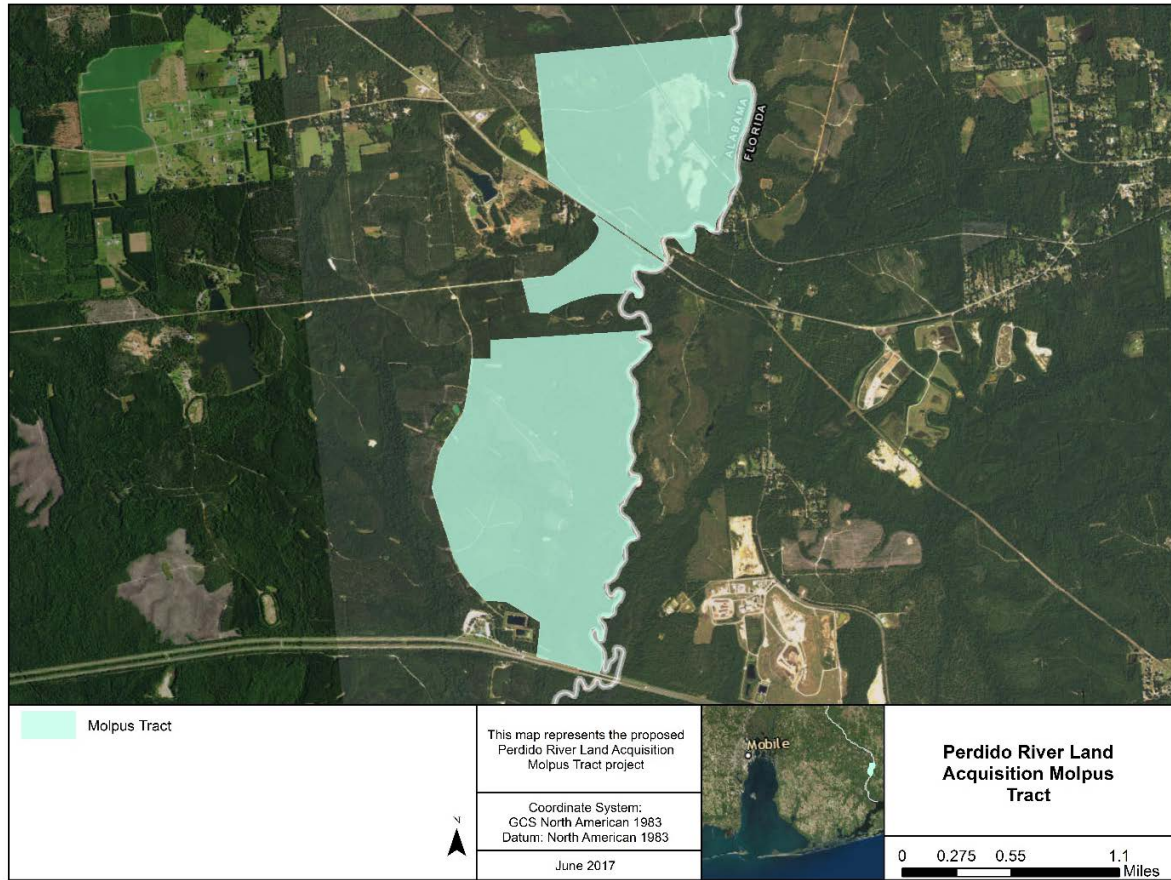 ALABAMA
FLORIDA
Molpus Tract
N
This map represents the proposed
Perdido River Land Acquisition
Molpus Tract project
Coordinate System:
GCS North American 1983
Datum: North American 1983
June 2017
Mobile
Perdido River Land
Acquisition Molpus
Tract
0 0.275 0.55 1.1
Miles